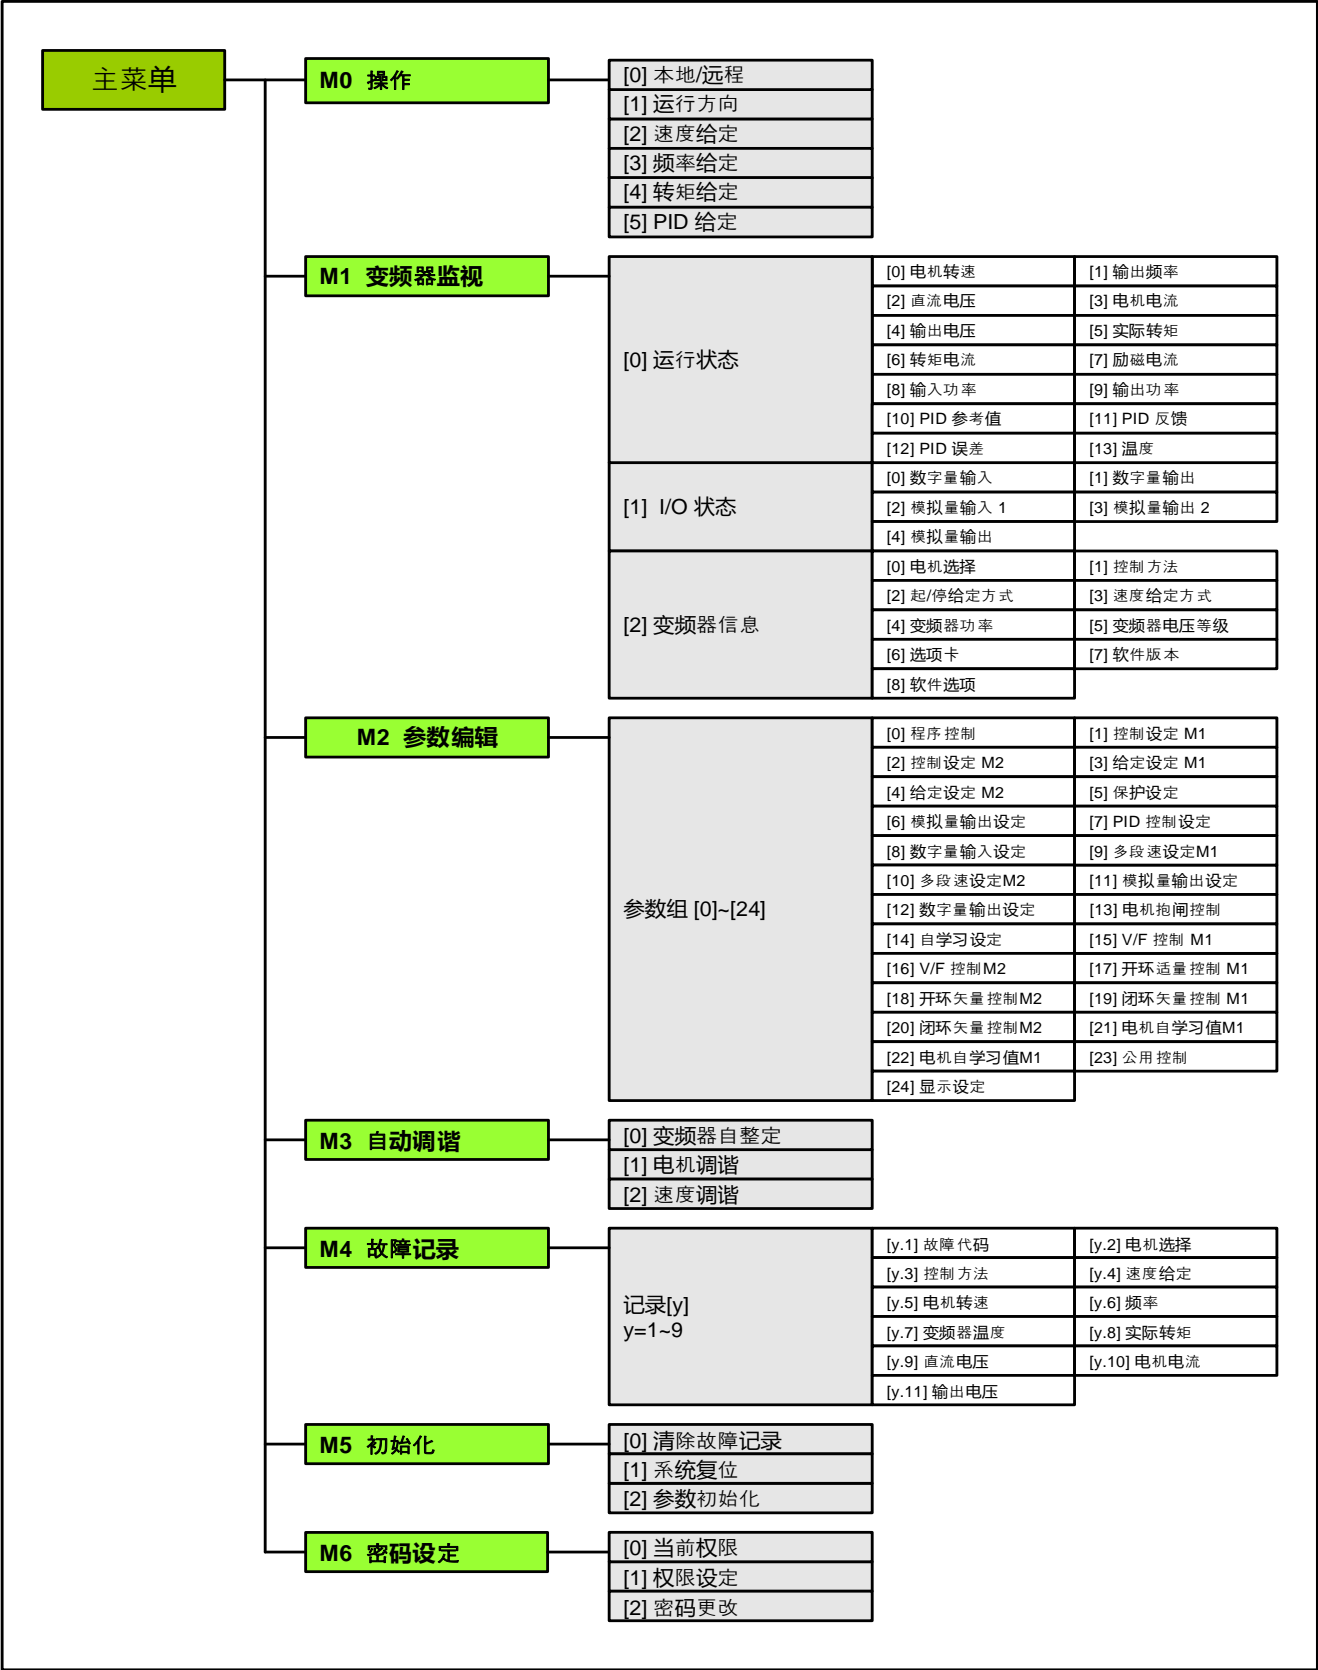 主菜单
M0 操作
[0] 本地/远程
[1] 运行方向
[2] 速度给定
[3] 频率给定
[4] 转矩给定
[5] PID 给定
M1 变频器监视
[0] 运行状态
[0] 电机转速
[1] 输出频率
[2] 直流电压
[3] 电机电流
[4] 输出电压
[5] 实际转矩
[6] 转矩电流
[7] 励磁电流
[8] 输入功率
[9] 输出功率
[10] PID 参考值
[11] PID 反馈
[12] PID 误差
[13] 温度
[1] I/O 状态
[0] 数字量输入
[1] 数字量输出
[2] 模拟量输入 1
[3] 模拟量输出 2
[4] 模拟量输出
[2] 变频器信息
[0] 电机选择
[1] 控制方法
[2] 起/停给定方式
[3] 速度给定方式
[4] 变频器功率
[5] 变频器电压等级
[6] 选项卡
[7] 软件版本
[8] 软件选项
M2 参数编辑
参数组 [0]~[24]
[0] 程序控制
[1] 控制设定 M1
[2] 控制设定 M2
[3] 给定设定 M1
[4] 给定设定 M2
[5] 保护设定
[6] 模拟量输出设定
[7] PID 控制设定
[8] 数字量输入设定
[9] 多段速设定M1
[10] 多段速设定M2
[11] 模拟量输出设定
[12] 数字量输出设定
[13] 电机抱闸控制
[14] 自学习设定
[15] V/F 控制 M1
[16] V/F 控制M2
[17] 开环适量控制 M1
[18] 开环矢量控制M2
[19] 闭环矢量控制 M1
[20] 闭环矢量控制M2
[21] 电机自学习值M1
[22] 电机自学习值M1
[23] 公用控制
[24] 显示设定
M3 自动调谐
[0] 变频器自整定
[1] 电机调谐
[2] 速度调谐
M4 故障记录
记录[y]
y=1~9
[y.1] 故障代码
[y.2] 电机选择
[y.3] 控制方法
[y.4] 速度给定
[y.5] 电机转速
[y.6] 频率
[y.7] 变频器温度
[y.8] 实际转矩
[y.9] 直流电压
[y.10] 电机电流
[y.11] 输出电压
M5 初始化
[0] 清除故障记录
[1] 系统复位
[2] 参数初始化
M6 密码设定
[0] 当前权限
[1] 权限设定
[2] 密码更改